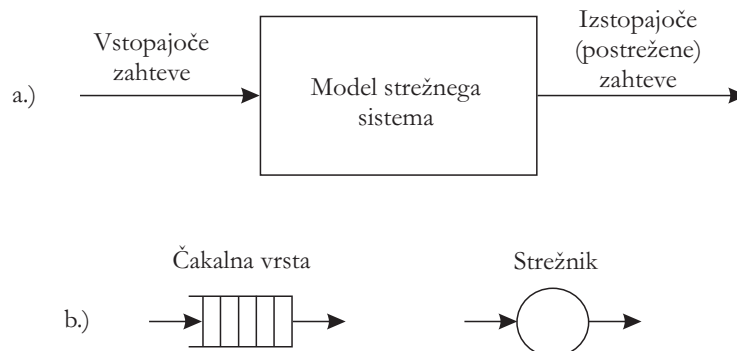 a.)
Vstopajoče
zahteve
Model strežnega
sistema
Izstopajoče
(postrežene)
zahteve
b.)
Čakalna vrsta
Strežnik